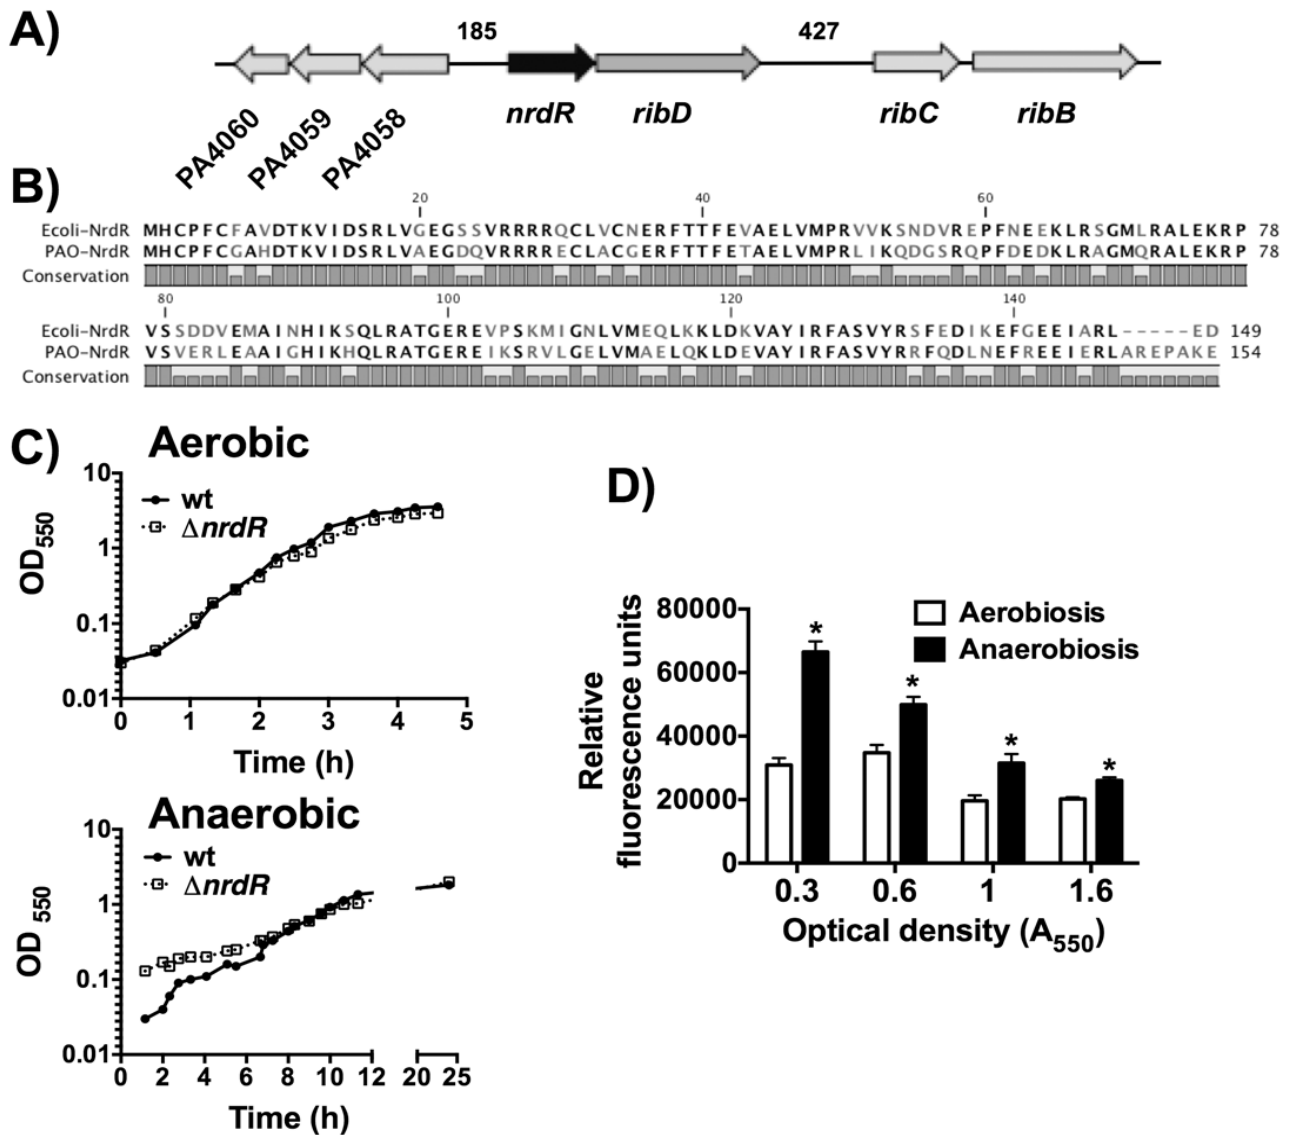 A)
185
427
nrdR
ribD
ribC
ribB
PA4060
PA4059
PA4058
B)
20
40
60
Ecoli–NrdR MHCPFCFAVDTKVIDSRLVGEGSSVRRRRQCLVCNERFTTFEVAELVMPRVVKSNDVREPFNEEKLRSGMLRALEKRP 78
PAO–NrdR MHCPFCGAHDTKVIDSRLVAEGDQVRRRRECLACGERFTTFETAELVMPRLIKQDGSRQPFDEDKLRAGMQRALEKRP 78
Conservation
80
100
120
140
Ecoli–NrdR VSSDDVEMAINHIKSQLRATGEREVPSKMIGNLVMEQLKKLDKVAYIRFASVYRSFEDIKEFGEEIARL-----ED 149
PAO–NrdR VSVERLEAAIGHIKHQLRATGEREIKSRVLGELVMAELQKLDEVAYIRFASVYRRFQDLNEFREEIERLAREPAKE 154
Conservation
C)
Aerobic
wt
ΔnrdR
OD550
10
1
0.1
0.01
0 1 2 3 4 5
Time (h)
Anaerobic
wt
ΔnrdR
OD 550
10
1
0.1
0.01
0 2 4 6 8 10 12 20 25
Time (h)
D)
Aerobiosis
Anaerobiosis
Relative
fluorescence units
80000
60000
40000
20000
0
* * * *
0.3 0.6 1 1.6
Optical density (A550)